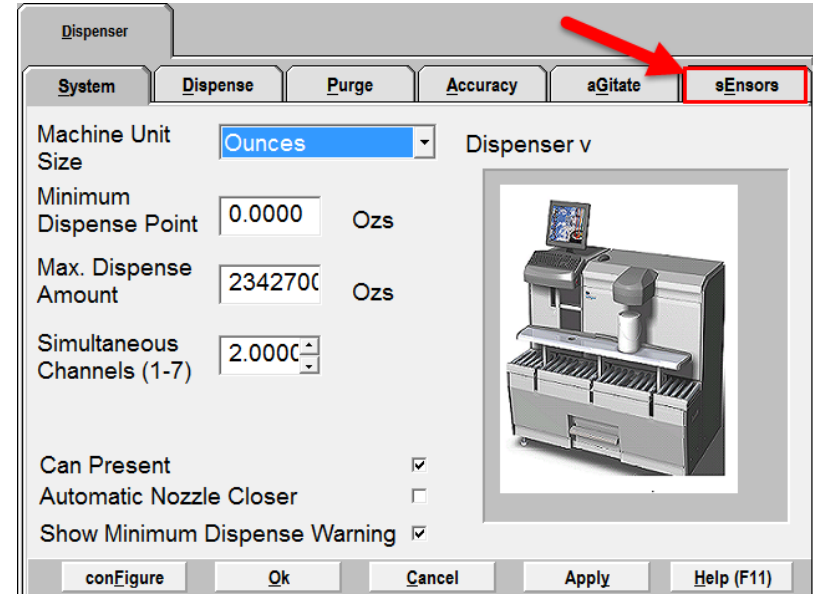 Dispenser
System Dispense Purge Accuracy aGitate sEnsors
Machine Unit Size
Ounces
Dispenser v
Minimum Dispense Point
0.0000
Ozs
Max. Dispense Amount
2342700
Ozs
Simultaneous Channels (1-7)
2.0000
Can Present
Automatic Nozzle Closer
Show Minimum Dispense Warning
conFigure Ok Cancel Apply Help (F11)